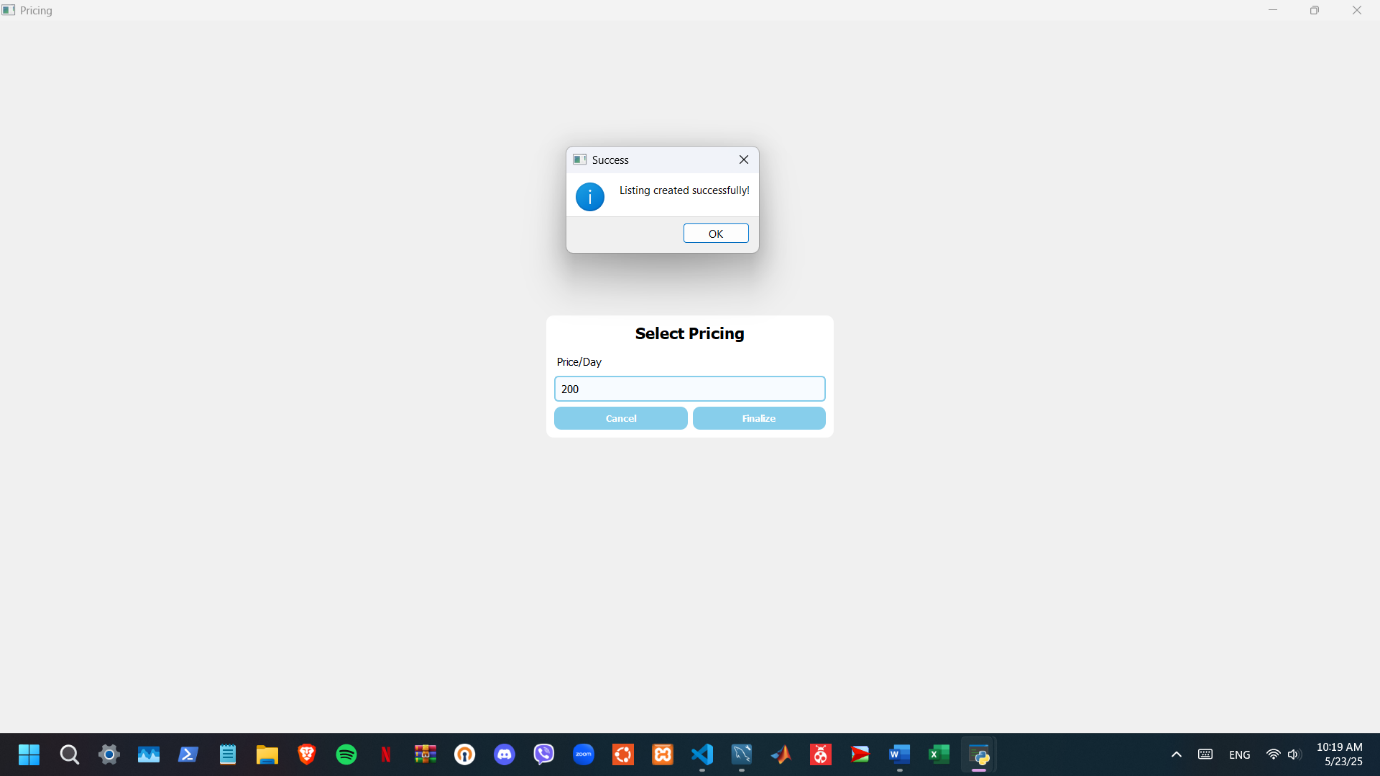 Pricing
Success
Listing created successfully!
OK
Select Pricing
Price/Day
200
Cancel
Finalize
zoom
ENG
10:19 AM
5/23/25